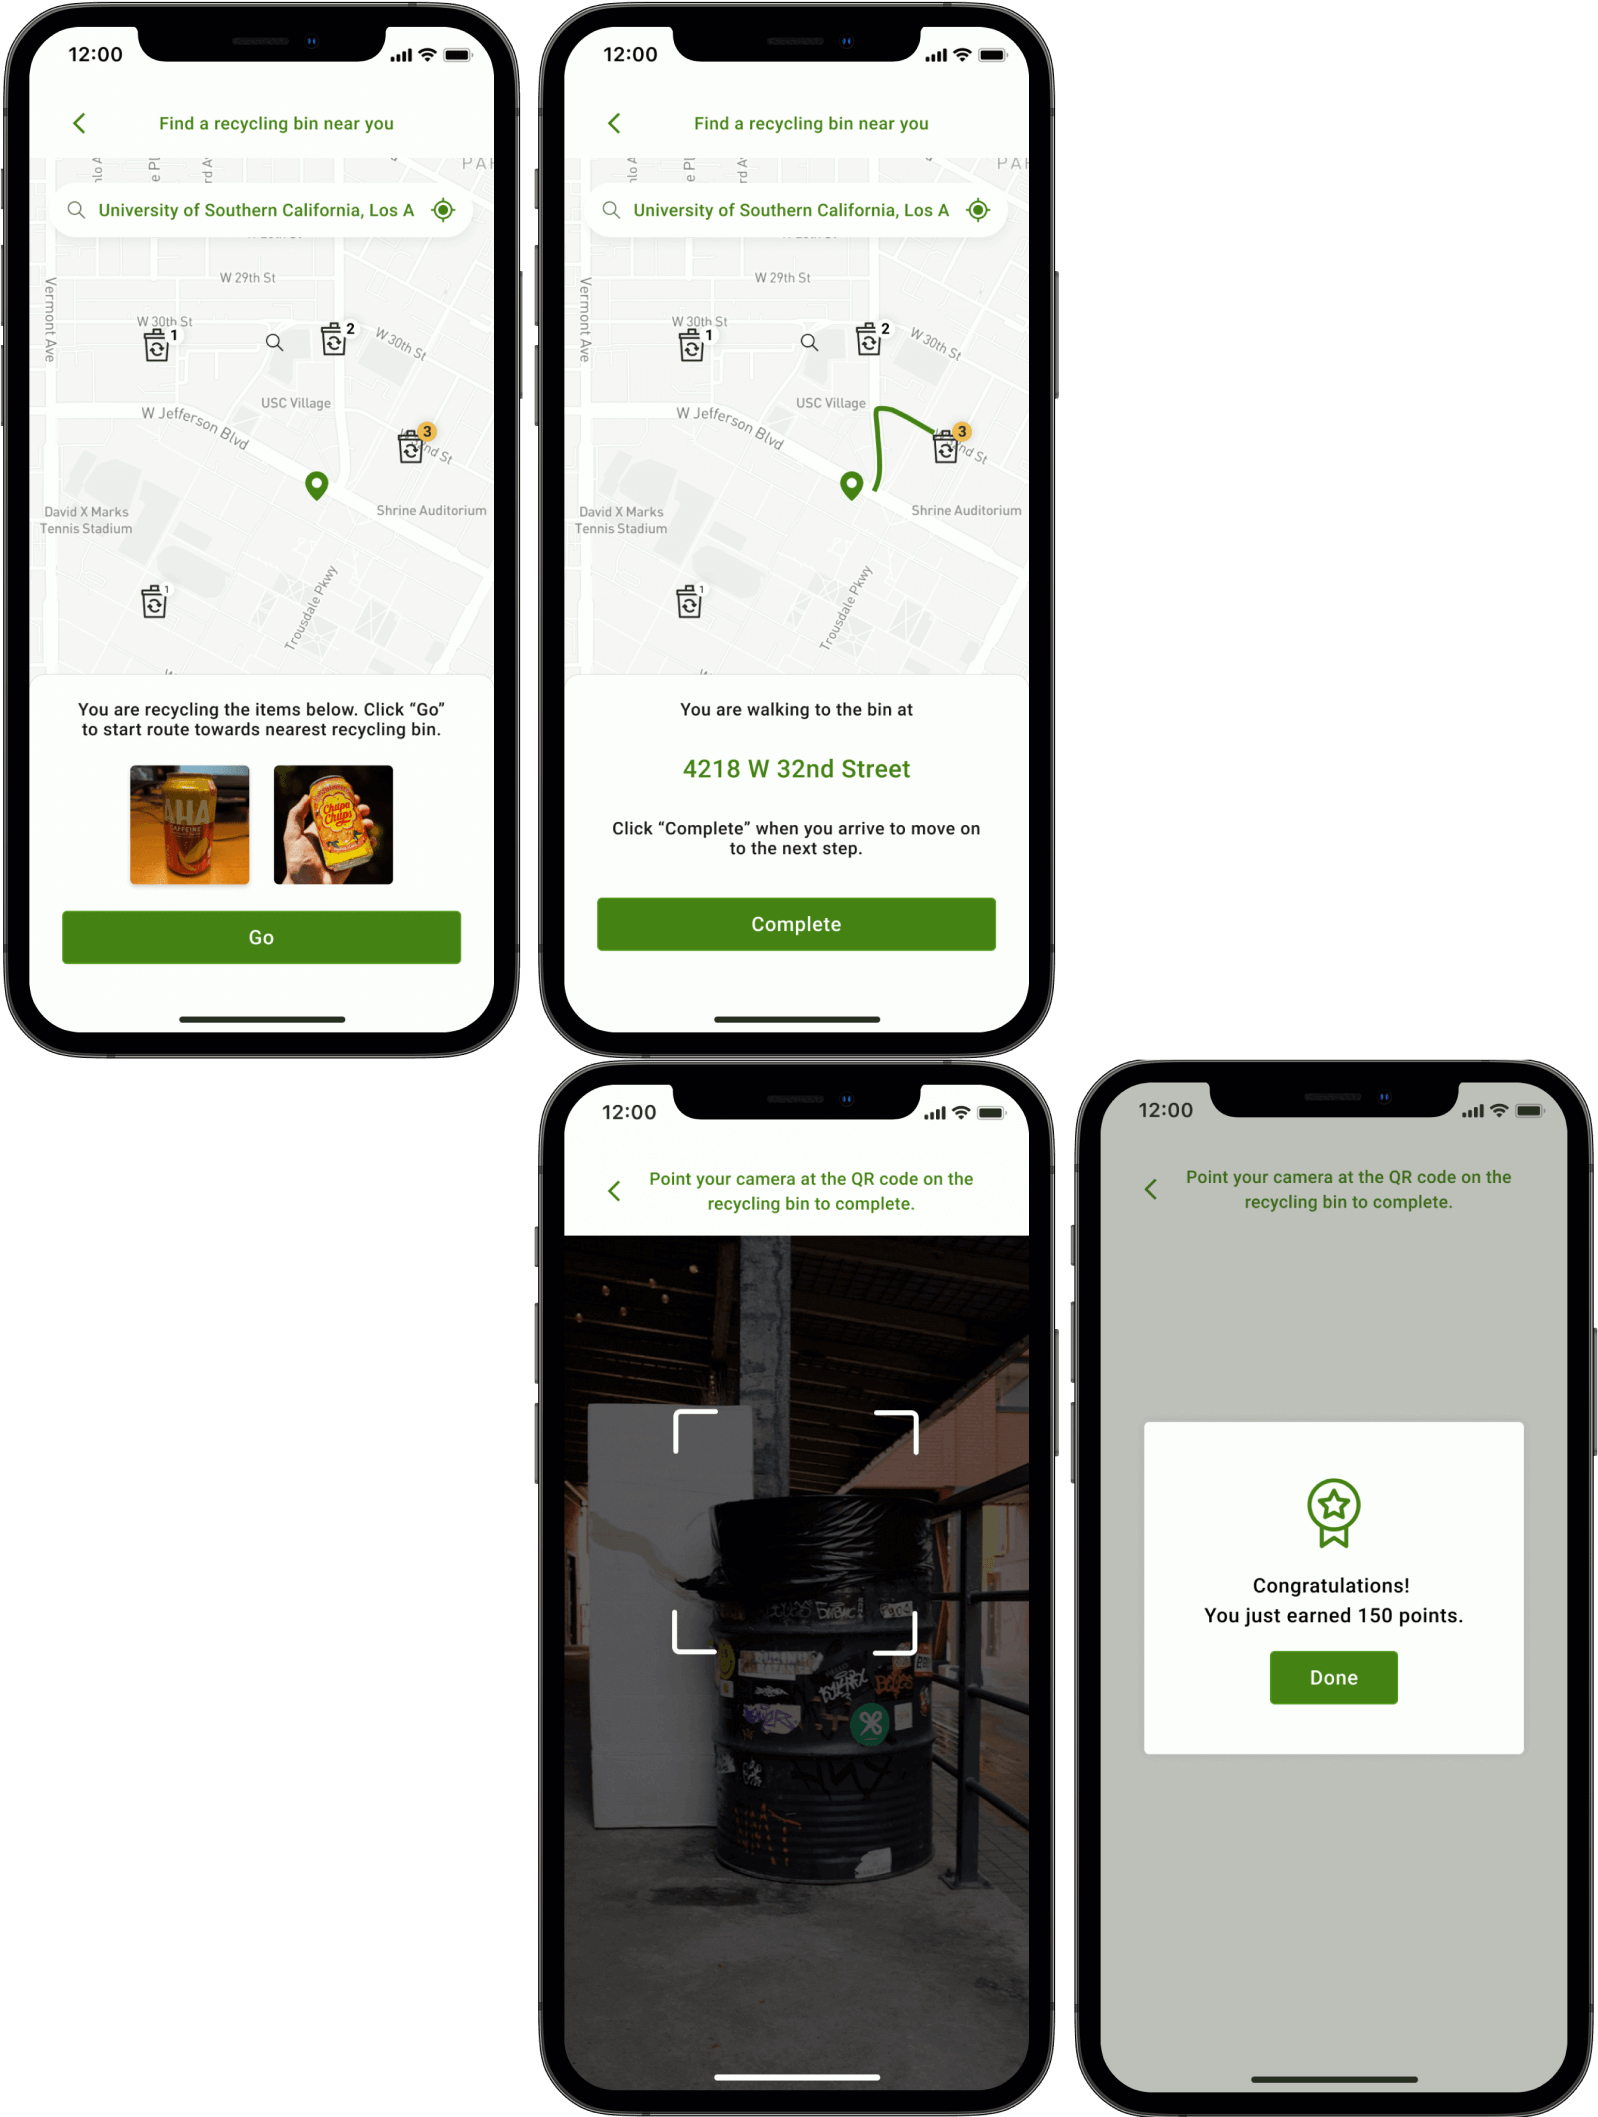 12:00
Find a recycling bin near you
PA
University of Southern California, Los A
W 29th St
Vermont Ave
W 30th St
1
2
W 30th St
USC Village
W Jefferson Blvd
3
nd St
David X Marks
Tennis Stadium
Shrine Auditorium
1
Trousdale Pkwy
You are recycling the items below. Click “Go”
to start route towards nearest recycling bin.
AHA
CAFFEINE
Chupa
Chups
Go
12:00
Find a recycling bin near you
PA
University of Southern California, Los A
W 29th St
Vermont Ave
W 30th St
1
2
W 30th St
USC Village
W Jefferson Blvd
3
nd St
David X Marks
Tennis Stadium
Shrine Auditorium
1
Trousdale Pkwy
You are walking to the bin at
4218 W 32nd Street
Click “Complete” when you arrive to move on
to the next step.
Complete
12:00
Point your camera at the QR code on the
recycling bin to complete.
12:00
Point your camera at the QR code on the
recycling bin to complete.
Congratulations!
You just earned 150 points.
Done